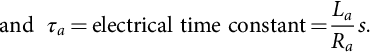 and τₐ = electrical time constant = Lₐ/Rₐ s.